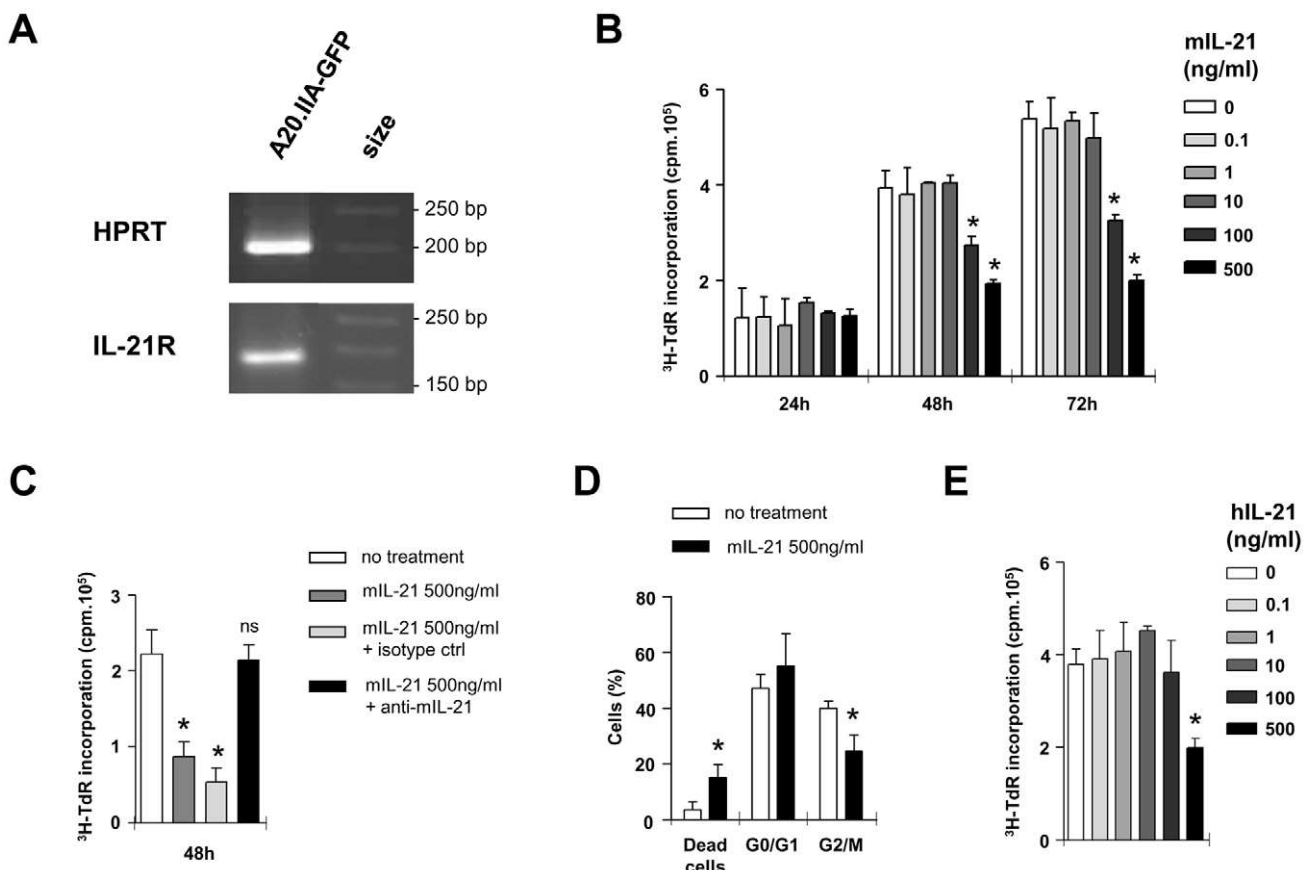 A
A20.IIA-GFP
size
HPRT
250 bp
200 bp
IL-21R
250 bp
150 bp
B
mIL-21
(ng/ml)
0
0.1
1
10
100
500
³H-TdR incorporation (cpm.10⁵)
6
4
2
0
*
*
*
*
24h
48h
72h
C
no treatment
mIL-21 500ng/ml
mIL-21 500ng/ml
+ isotype ctrl
mIL-21 500ng/ml
+ anti-mIL-21
³H-TdR incorporation (cpm.10⁵)
3
2
1
0
*
*
ns
48h
D
no treatment
mIL-21 500ng/ml
Cells (%)
80
60
40
20
0
*
*
Dead
cells
G0/G1
G2/M
E
hIL-21
(ng/ml)
0
0.1
1
10
100
500
³H-TdR incorporation (cpm.10⁵)
6
4
2
0
*